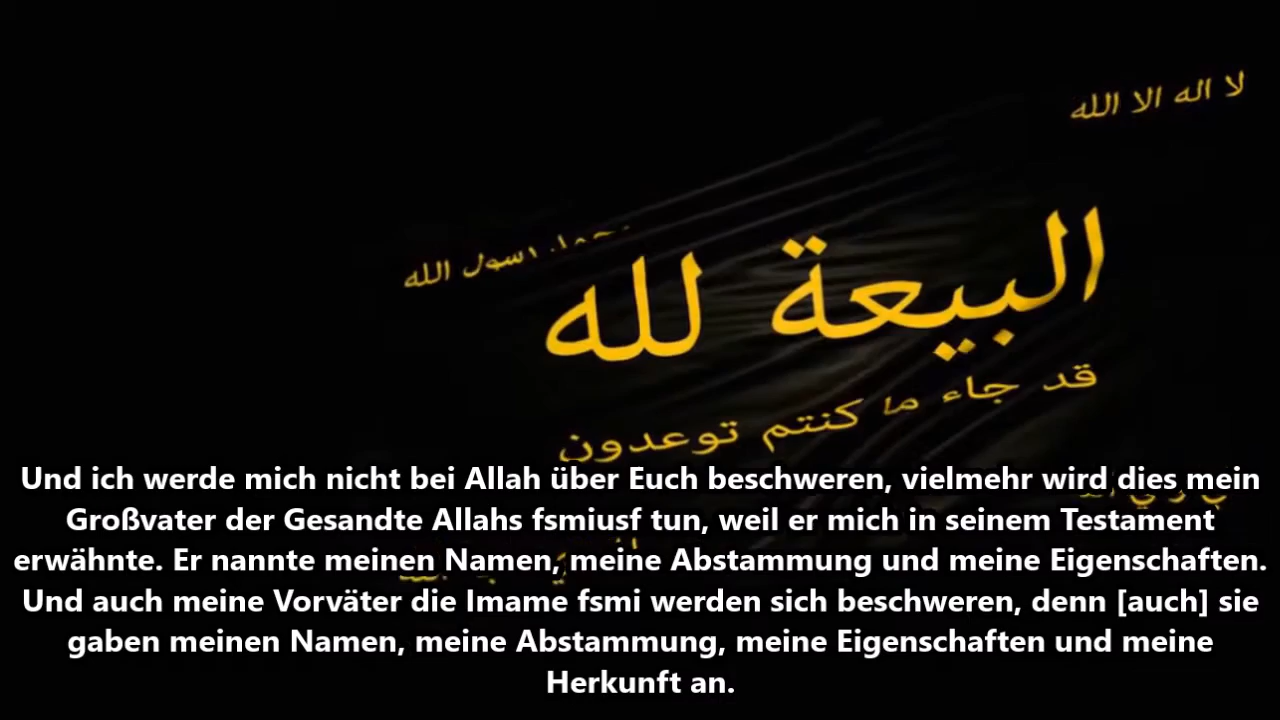 لا اله الا الله
رسول الله
البيعة لله
قد جاء ما كنتم توعدون
Und ich werde mich nicht bei Allah über Euch beschweren, vielmehr wird dies mein
Großvater der Gesandte Allahs fsmiusf tun, weil er mich in seinem Testament
erwähnte. Er nannte meinen Namen, meine Abstammung und meine Eigenschaften.
Und auch meine Vorväter die Imame fsmi werden sich beschweren, denn [auch] sie
gaben meinen Namen, meine Abstammung, meine Eigenschaften und meine
Herkunft an.